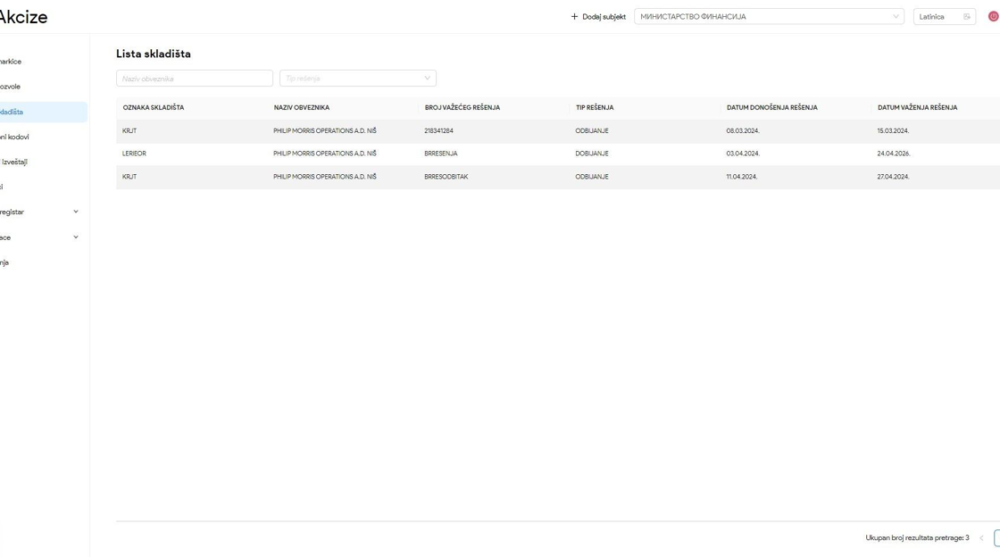 Akcize
Dodaj subjekt
МИНИСТАРСТВО ФИНАНСИЈА
Latinica
Lista skladišta
Naziv obveznika
Tip rešenja
OZNAKA SKLADIŠTA NAZIV OBVEZNIKA BROJ VAŽEĆEG REŠENJA TIP REŠENJA DATUM DONOŠENJA REŠENJA DATUM VAŽENJA REŠENJA
KRJT PHILIP MORRIS OPERATIONS A.D. NIŠ 218341284 ODBIJANJE 08.03.2024. 15.03.2024.
LERIEOR PHILIP MORRIS OPERATIONS A.D. NIŠ BRRESENJA DOBIJANJE 03.04.2024. 24.04.2026.
KRJT PHILIP MORRIS OPERATIONS A.D. NIŠ BRRESODBITAK ODBIJANJE 11.04.2024. 27.04.2024.
arkice
ozvole
kladišta
ni kodovi
izveštaji
i
registar
ace
nja
Ukupan broj rezultata pretrage: 3